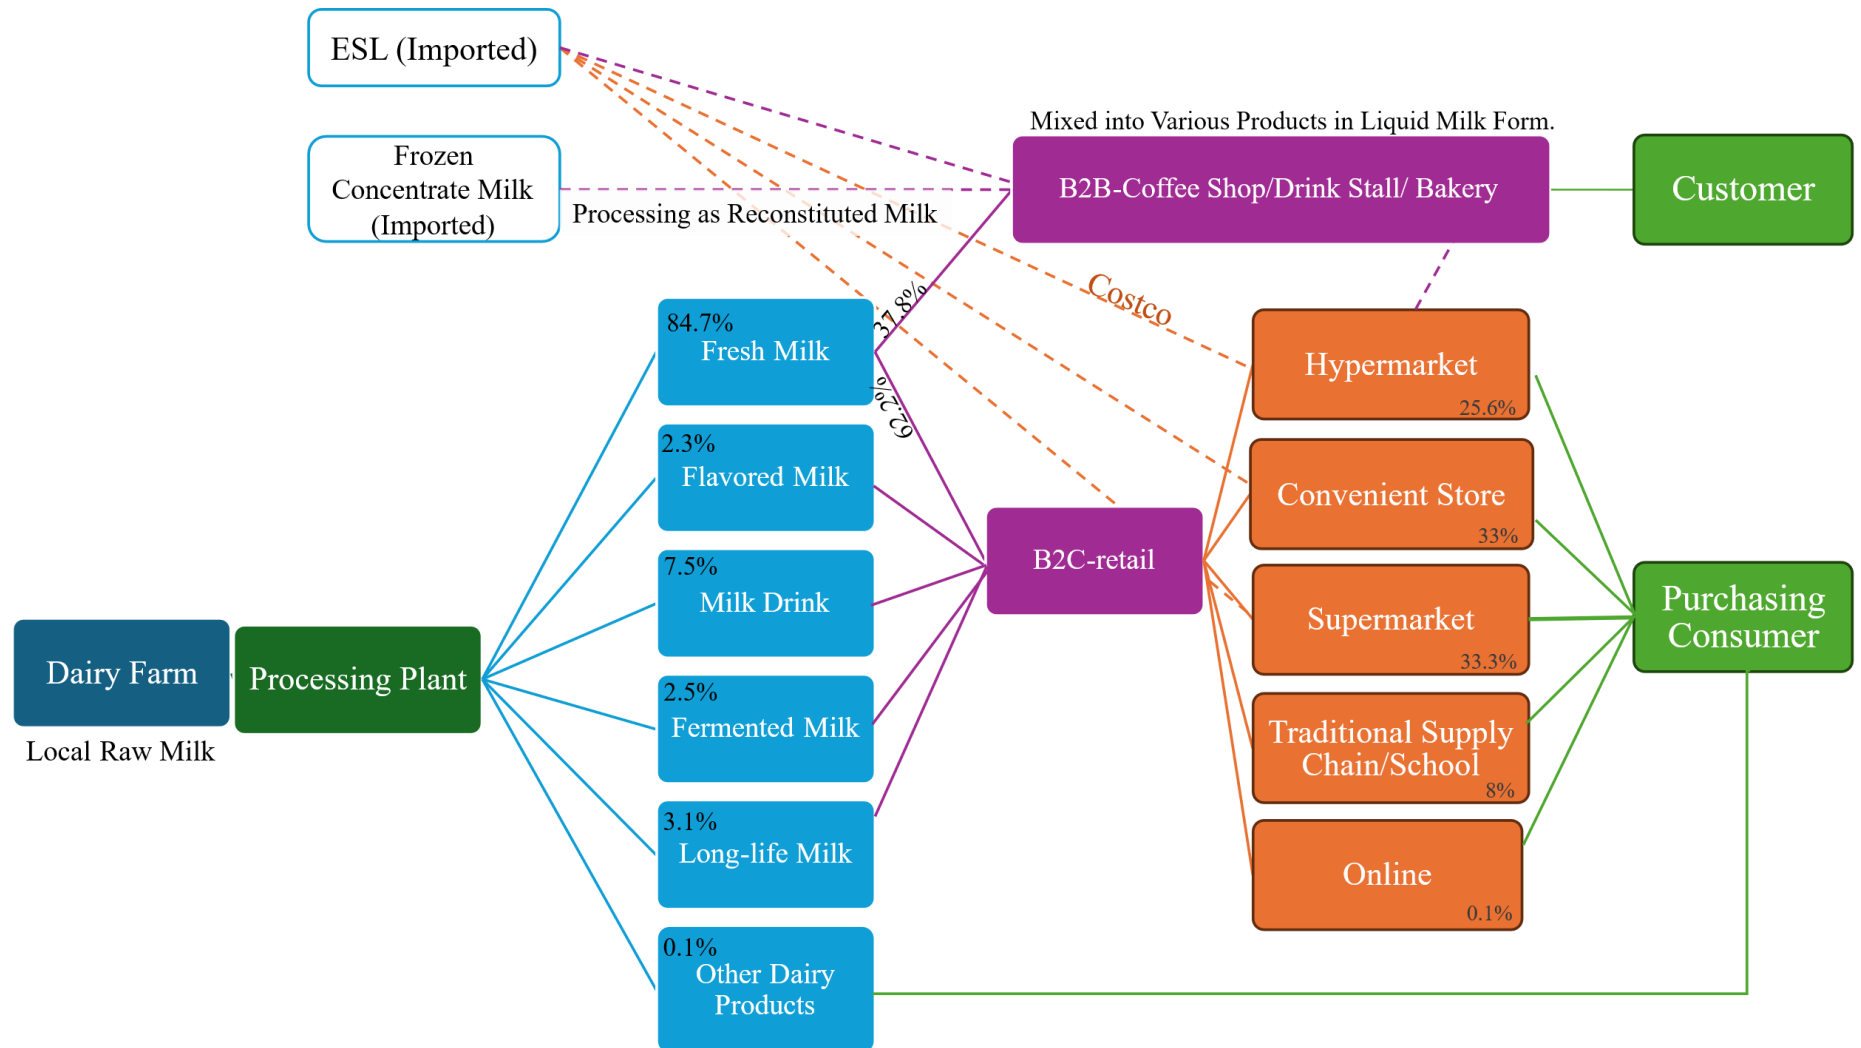 ESL (Imported)
Frozen
Concentrate Milk
(Imported)
Processing as Reconstituted Milk
Mixed into Various Products in Liquid Milk Form.
B2B-Coffee Shop/Drink Stall/ Bakery
Customer
Costco
Dairy Farm
Local Raw Milk
Processing Plant
84.7%
Fresh Milk
37.8%
62.2%
2.3%
Flavored Milk
7.5%
Milk Drink
2.5%
Fermented Milk
3.1%
Long-life Milk
0.1%
Other Dairy
Products
B2C-retail
Hypermarket
25.6%
Convenient Store
33%
Supermarket
33.3%
Traditional Supply
Chain/School
8%
Online
0.1%
Purchasing
Consumer